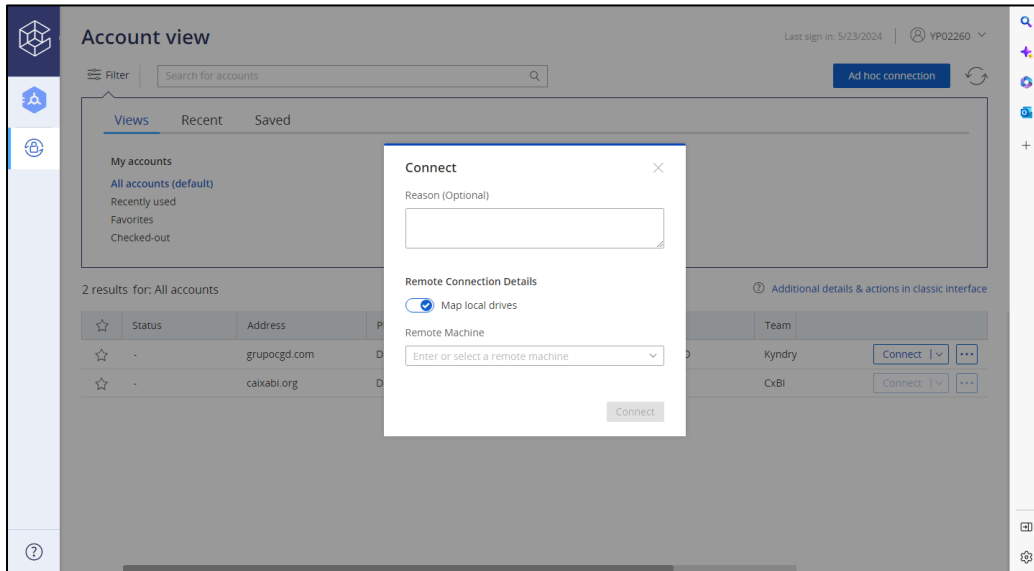 Account view
Last sign in: 5/23/2024
YP02260
Filter
Search for accounts
Ad hoc connection
Views Recent Saved
My accounts
All accounts (default)
Recently used
Favorites
Checked-out
Connect
Reason (Optional)
Remote Connection Details
Map local drives
Remote Machine
Enter or select a remote machine
Connect
2 results for: All accounts
Additional details & actions in classic interface
Status Address P Team
- grupocgd.com D D Kyndry Connect
- caixabi.org D CxBI Connect